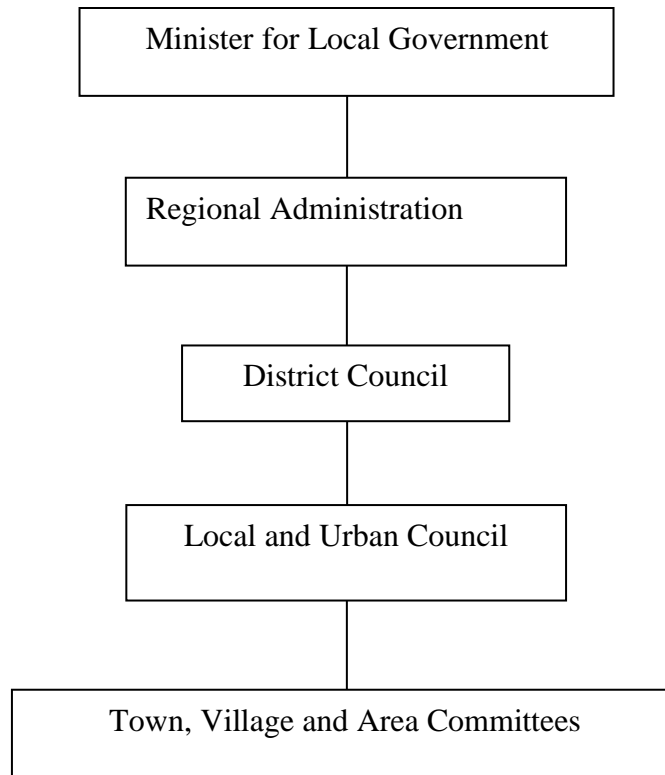 Minister for Local Government
Regional Administration
District Council
Local and Urban Council
Town, Village and Area Committees